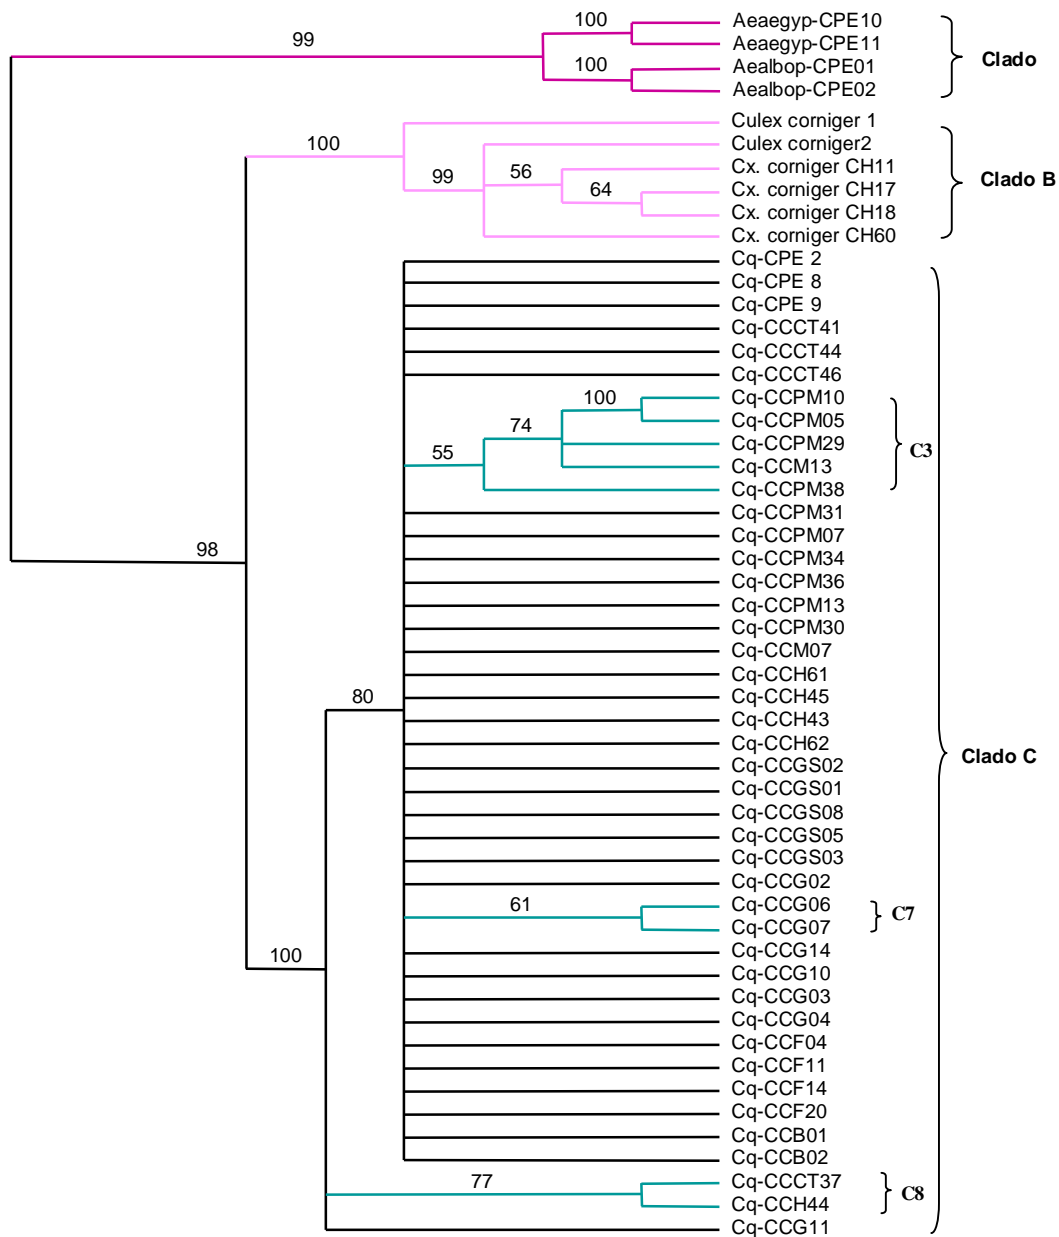 100
Aeaegyp-CPE10
99
Aeaegyp-CPE11
Clado
100
Aealbop-CPE01
Aealbop-CPE02
Culex corniger 1
100
Culex corniger2
56
Cx. corniger CH11
99
Clado B
64
Cx. corniger CH17
Cx. corniger CH18
Cx. corniger CH60
Cq-CPE 2
Cq-CPE 8
Cq-CPE 9
Cq-CCCT41
Cq-CCCT44
Cq-CCCT46
100
Cq-CCPM10
74
Cq-CCPM05
55
Cq-CCPM29
C3
Cq-CCM13
Cq-CCPM38
Cq-CCPM31
Cq-CCPM07
98
Cq-CCPM34
Cq-CCPM36
Cq-CCPM13
Cq-CCPM30
Cq-CCM07
Cq-CCH61
80
Cq-CCH45
Cq-CCH43
Cq-CCH62
Clado C
Cq-CCGS02
Cq-CCGS01
Cq-CCGS08
Cq-CCGS05
Cq-CCGS03
Cq-CCG02
61
Cq-CCG06
C7
Cq-CCG07
100
Cq-CCG14
Cq-CCG10
Cq-CCG03
Cq-CCG04
Cq-CCF04
Cq-CCF11
Cq-CCF14
Cq-CCF20
Cq-CCB01
Cq-CCB02
77
Cq-CCCT37
C8
Cq-CCH44
Cq-CCG11